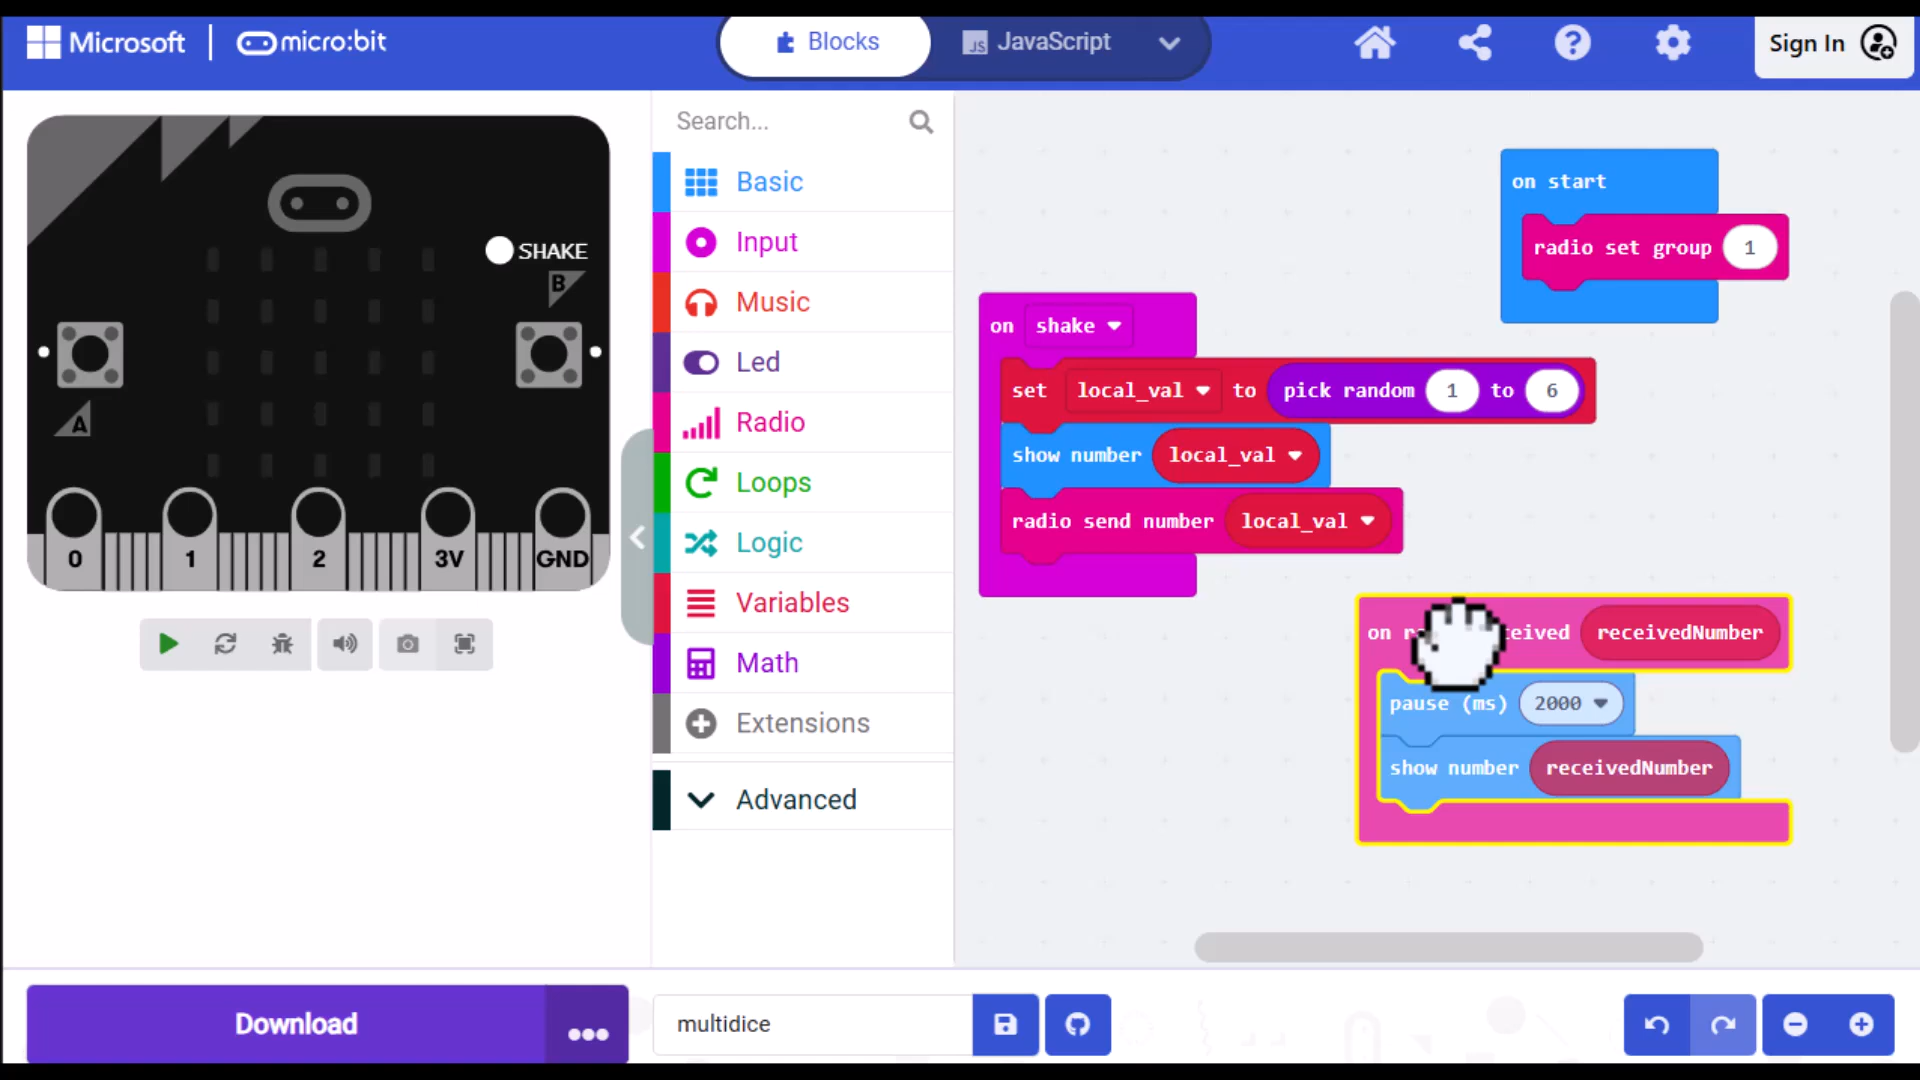 Microsoft
micro:bit
Blocks
JS
JavaScript
Sign In
SHAKE
B
A
0
1
2
3V
GND
Search...
Basic
Input
Music
Led
Radio
Loops
Logic
Variables
Math
Extensions
Advanced
on start
radio set group 1
on shake
set local_val to pick random 1 to 6
show number local_val
radio send number local_val
on receivedNumber
pause (ms) 2000
show number receivedNumber
Download
multidice